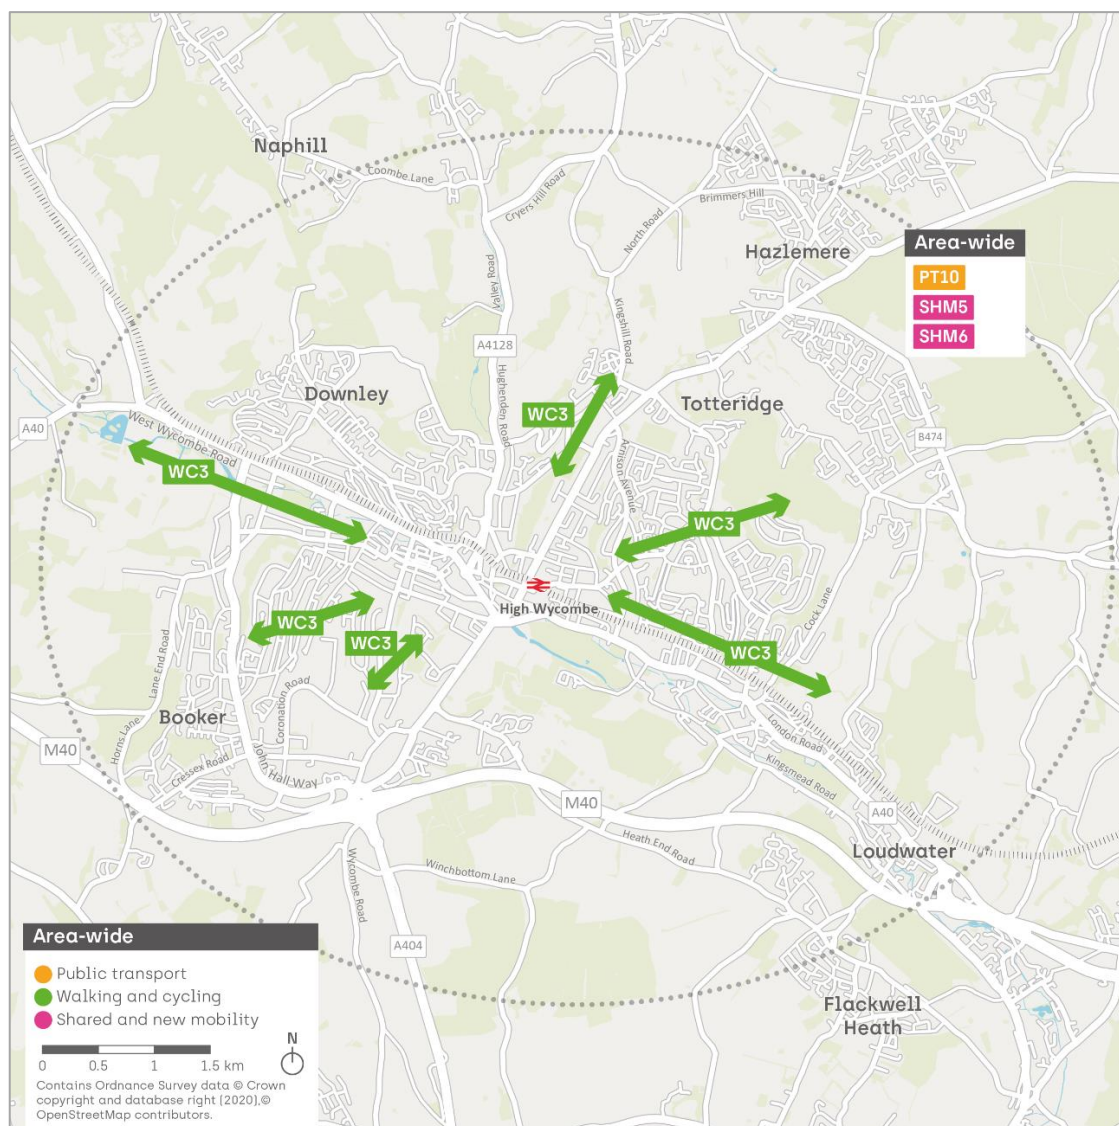 Naphill
Coombe Lane
Cryers Hill Road
Brimmers Hill
North Road
Hazlemere
Area-wide
PT10
SHM5
SHM6
Valley Road
Kingshill Road
A4128
Hughenden Road
Downley
WC3
Totteridge
A40
West Wycombe Road
B474
Arnison Avenue
WC3
WC3
High Wycombe
Cock Lane
WC3
WC3
WC3
Lane End Road
Coronation Road
Booker
Horns Lane
M40
Cressex Road
John Hall Way
London Road
Kingsmead Road
M40
A40
Heath End Road
Loudwater
Winchbottom Lane
Wycombe Road
A404
Flackwell
Heath
Area-wide
Public transport
Walking and cycling
Shared and new mobility
N
0 0.5 1 1.5 km
Contains Ordnance Survey data © Crown
copyright and database right (2020),©
OpenStreetMap contributors.